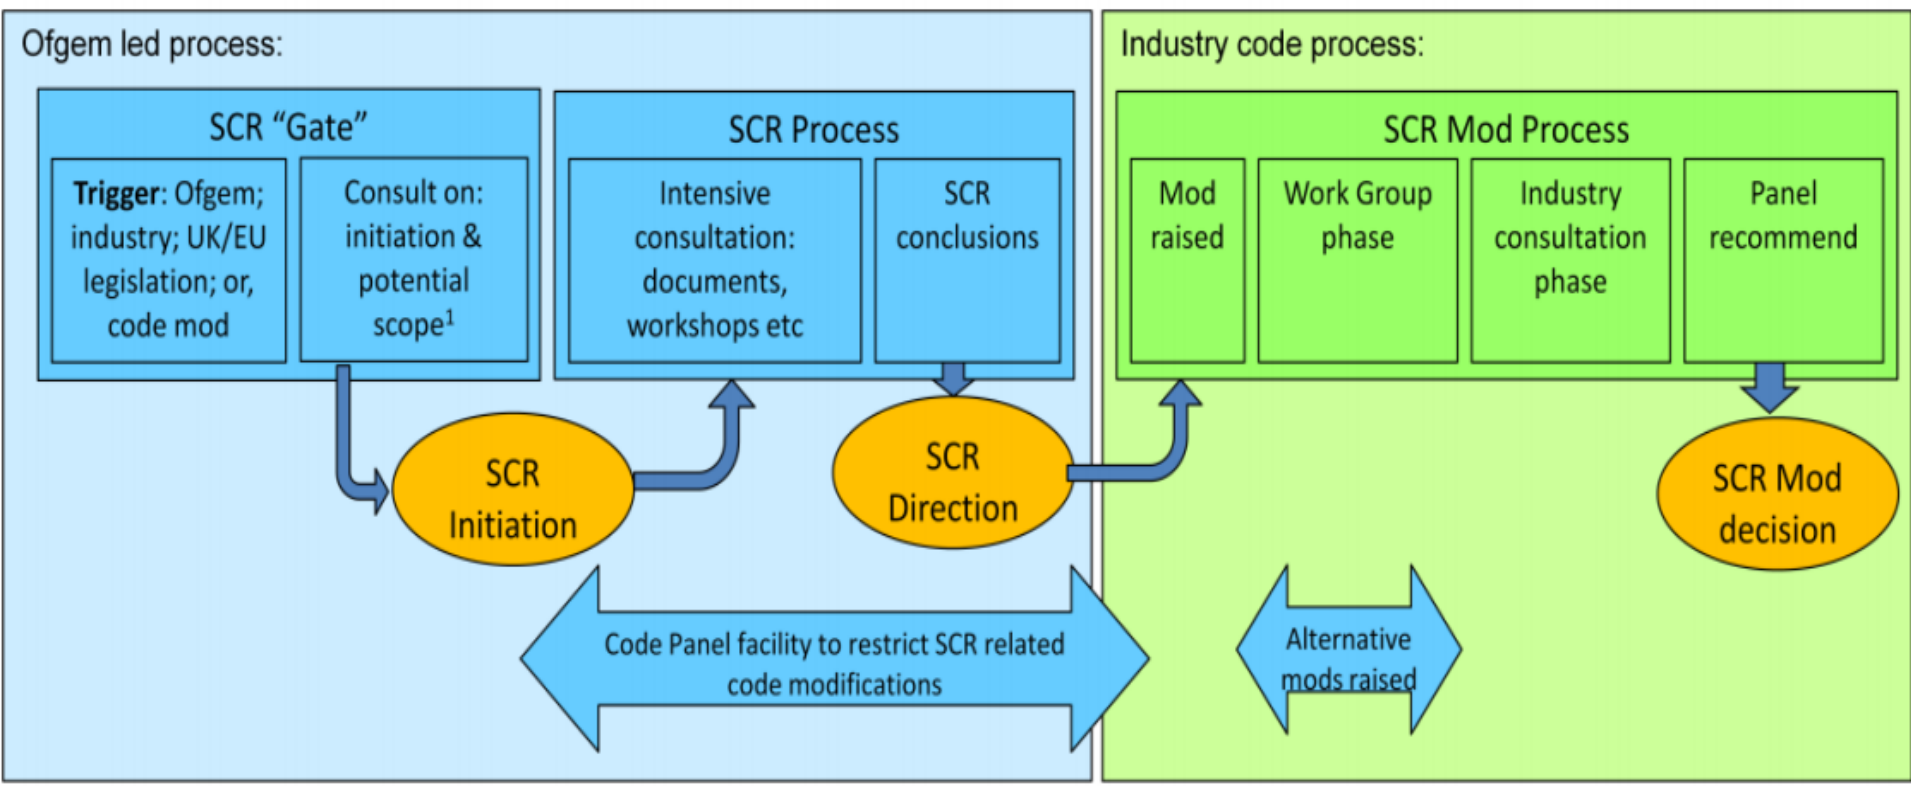 Ofgem led process:
SCR “Gate”
Trigger: Ofgem;
industry; UK/EU
legislation; or,
code mod
Consult on:
initiation &
potential
scope¹
SCR Process
Intensive
consultation:
documents,
workshops etc
SCR
conclusions
SCR
Initiation
SCR
Direction
Code Panel facility to restrict SCR related
code modifications
Industry code process:
SCR Mod Process
Mod
raised
Work Group
phase
Industry
consultation
phase
Panel
recommend
SCR Mod
decision
Alternative
mods raised